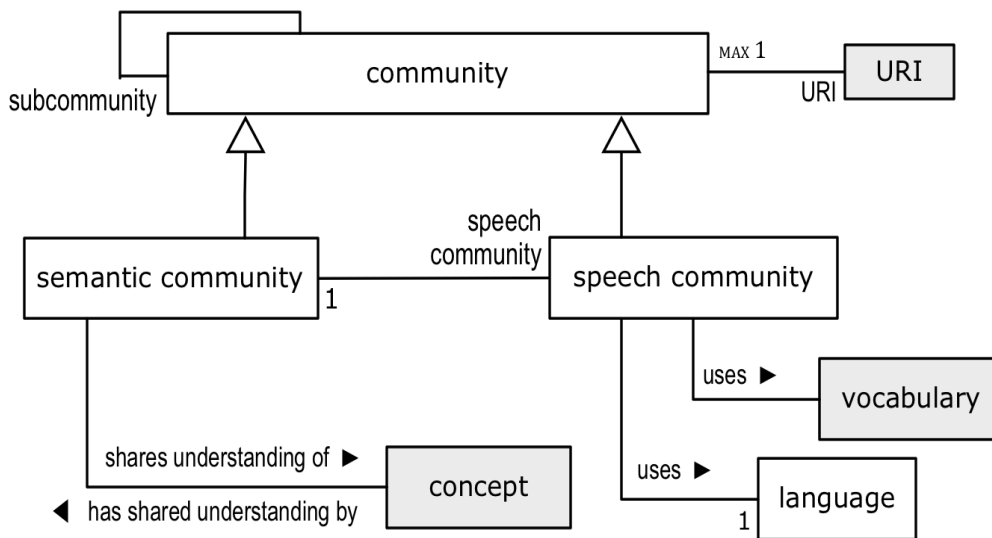 community
MAX 1
URI
URI
subcommunity
speech
community
semantic community
1
speech community
uses ►
vocabulary
shares understanding of ►
concept
◄ has shared understanding by
uses ►
language
1